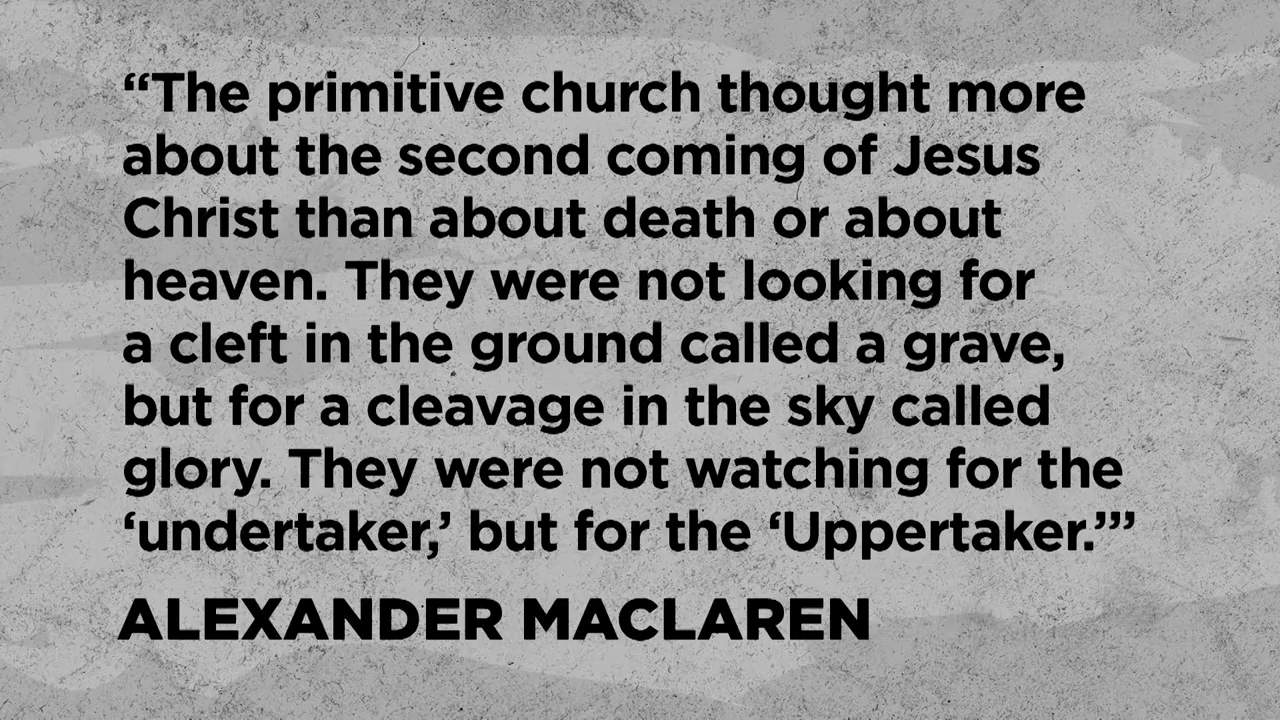 “The primitive church thought more
about the second coming of Jesus
Christ than about death or about
heaven. They were not looking for
a cleft in the ground called a grave,
but for a cleavage in the sky called
glory. They were not watching for the
‘undertaker,’ but for the ‘Uppertaker.’”
ALEXANDER MACLAREN